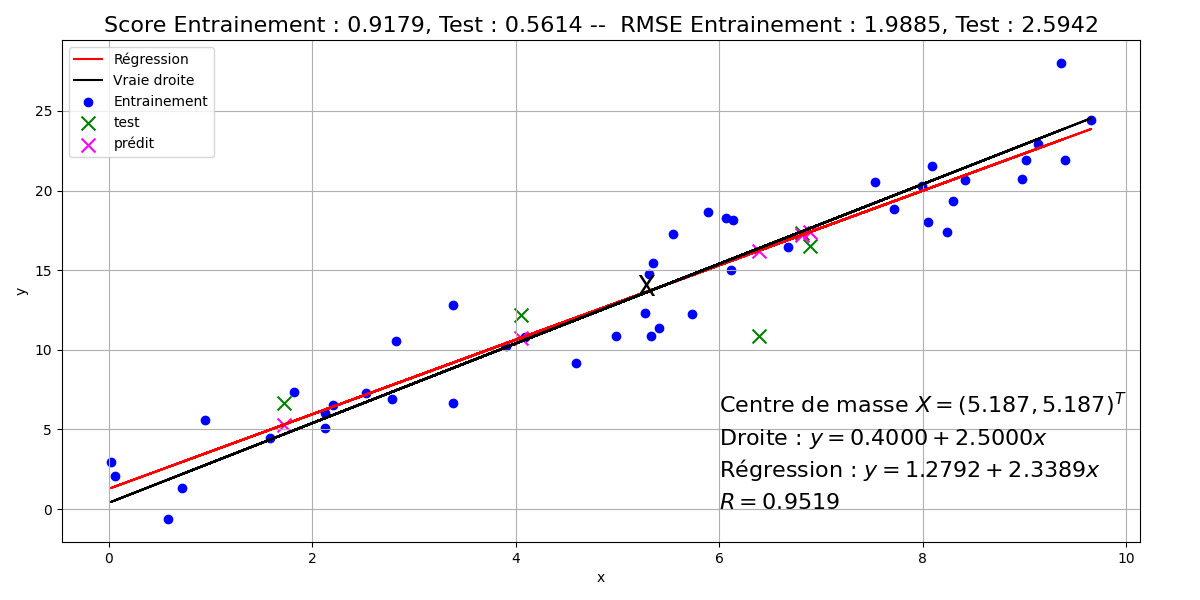 Score Entrainement : 0.9179, Test : 0.5614 --  RMSE Entrainement : 1.9885, Test : 2.5942
Régression
Vraie droite
Entrainement
test
prédit
25
20
15
10
5
0
y
X
Centre de masse X = (5.187, 5.187)^T
Droite : y = 0.4000 + 2.5000x
Régression : y = 1.2792 + 2.3389x
R = 0.9519
0 2 4 6 8 10
x